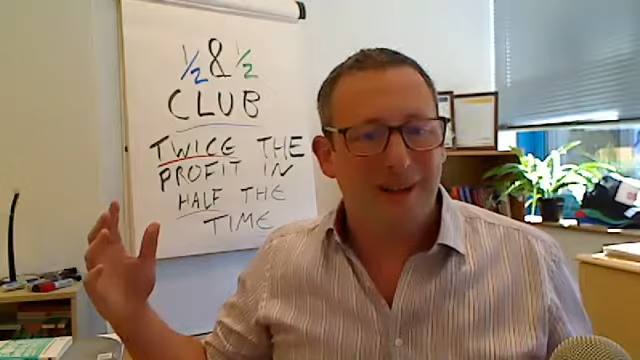 1/2 & 1/2
CLUB
TWICE THE
PROFIT IN
HALF THE
TIME